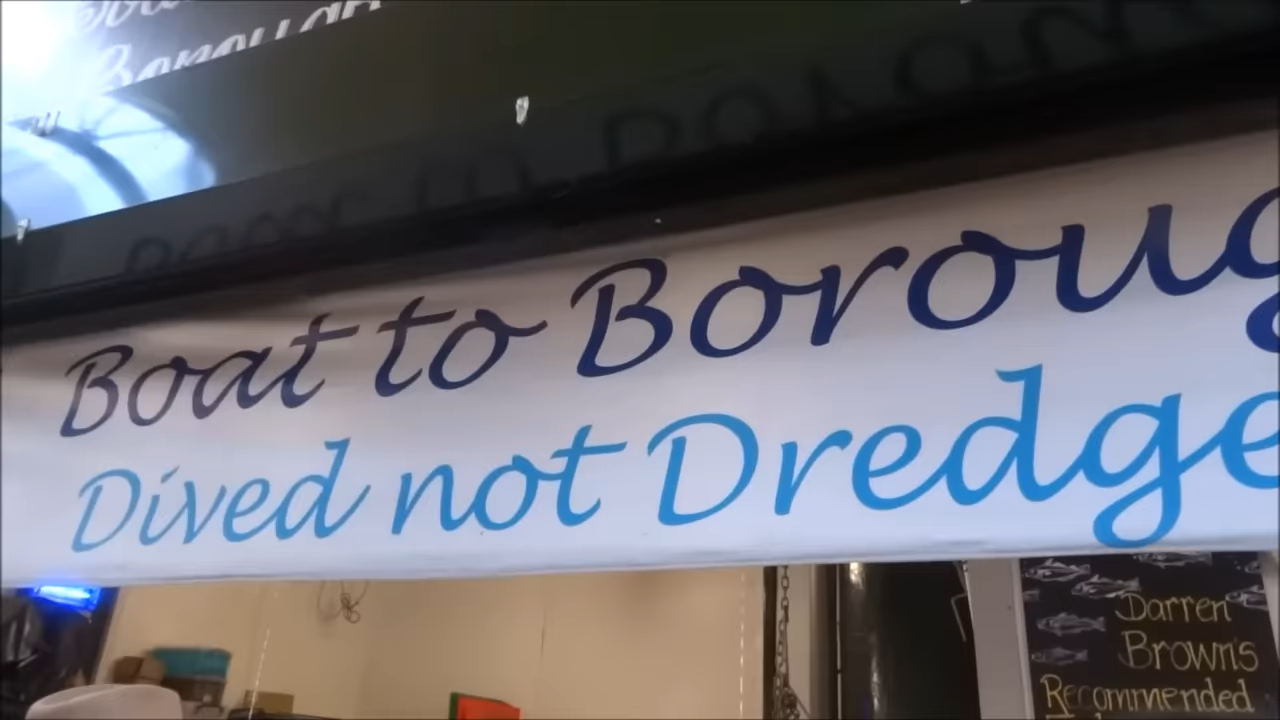 Boat to Boroug
Dived not Dredge
Darren
Brown's
Recommended